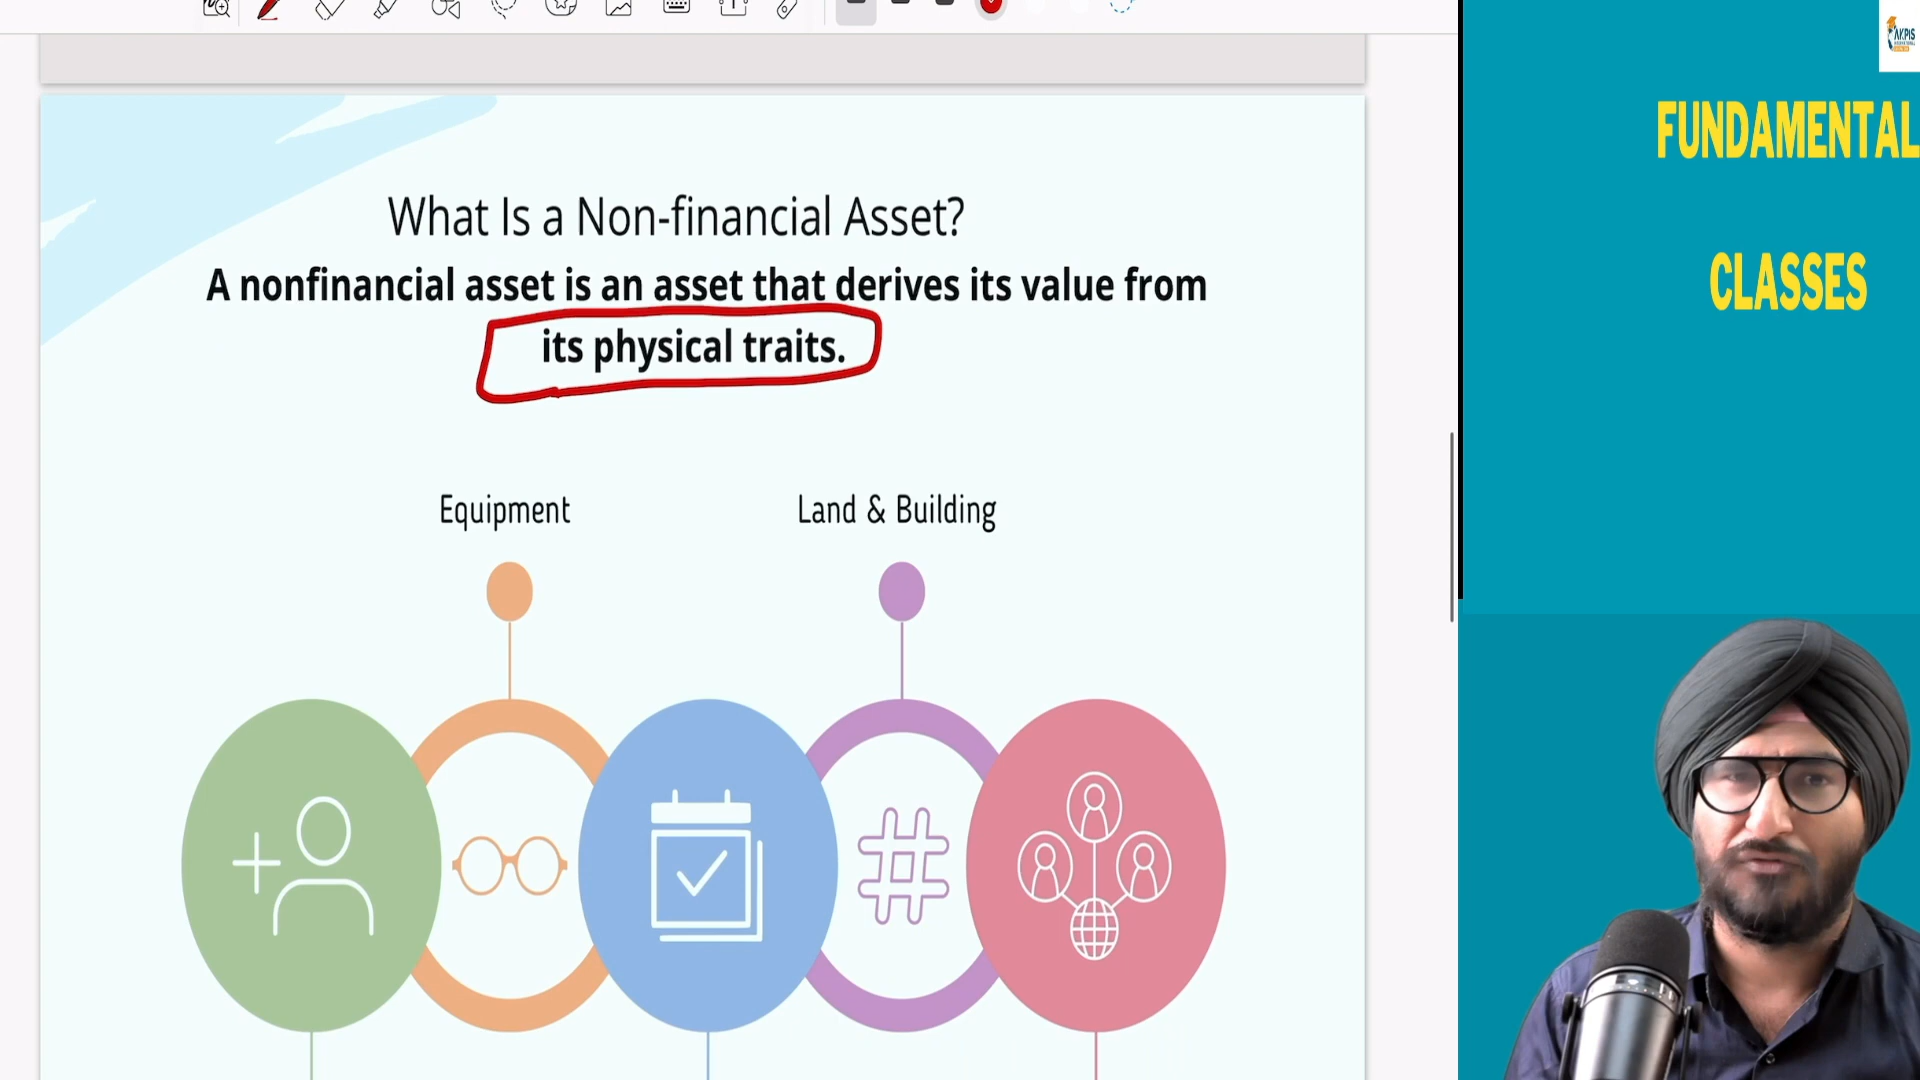 AKPIS
FUNDAMENTAL
CLASSES
What Is a Non-financial Asset?
A nonfinancial asset is an asset that derives its value from
its physical traits.
Equipment
Land & Building